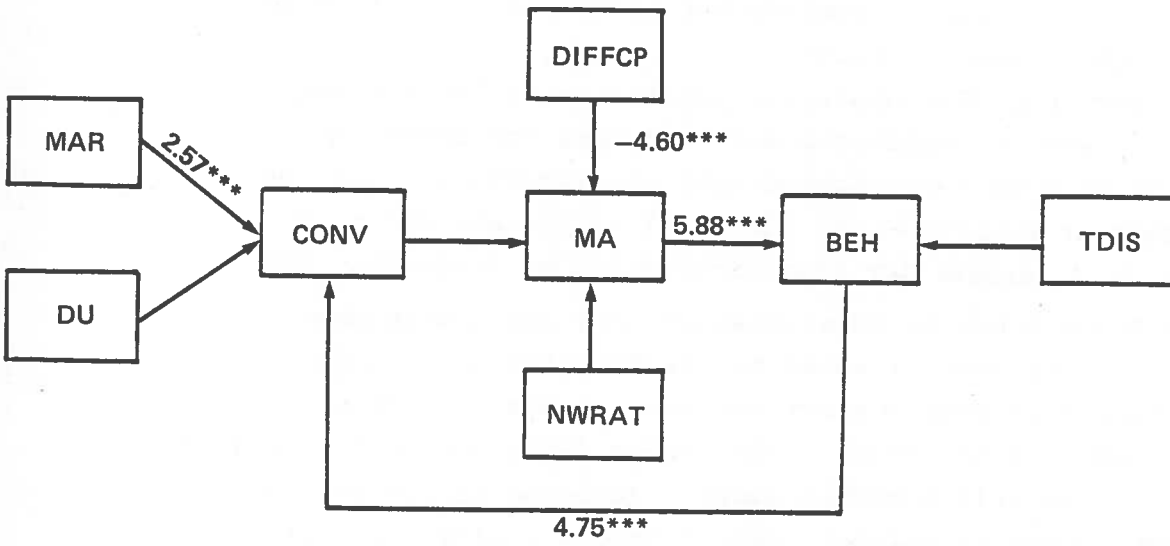 DIFFCP
MAR
2.57***
–4.60***
CONV
MA
5.88***
BEH
TDIS
DU
NWRAT
4.75***